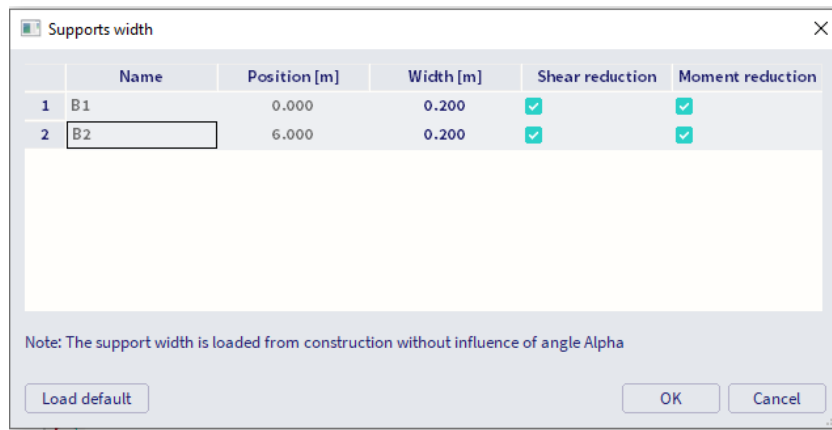 Supports width
Name Position [m] Width [m] Shear reduction Moment reduction
1 B1 0.000 0.200
2 B2 6.000 0.200
Note: The support width is loaded from construction without influence of angle Alpha
Load default OK Cancel